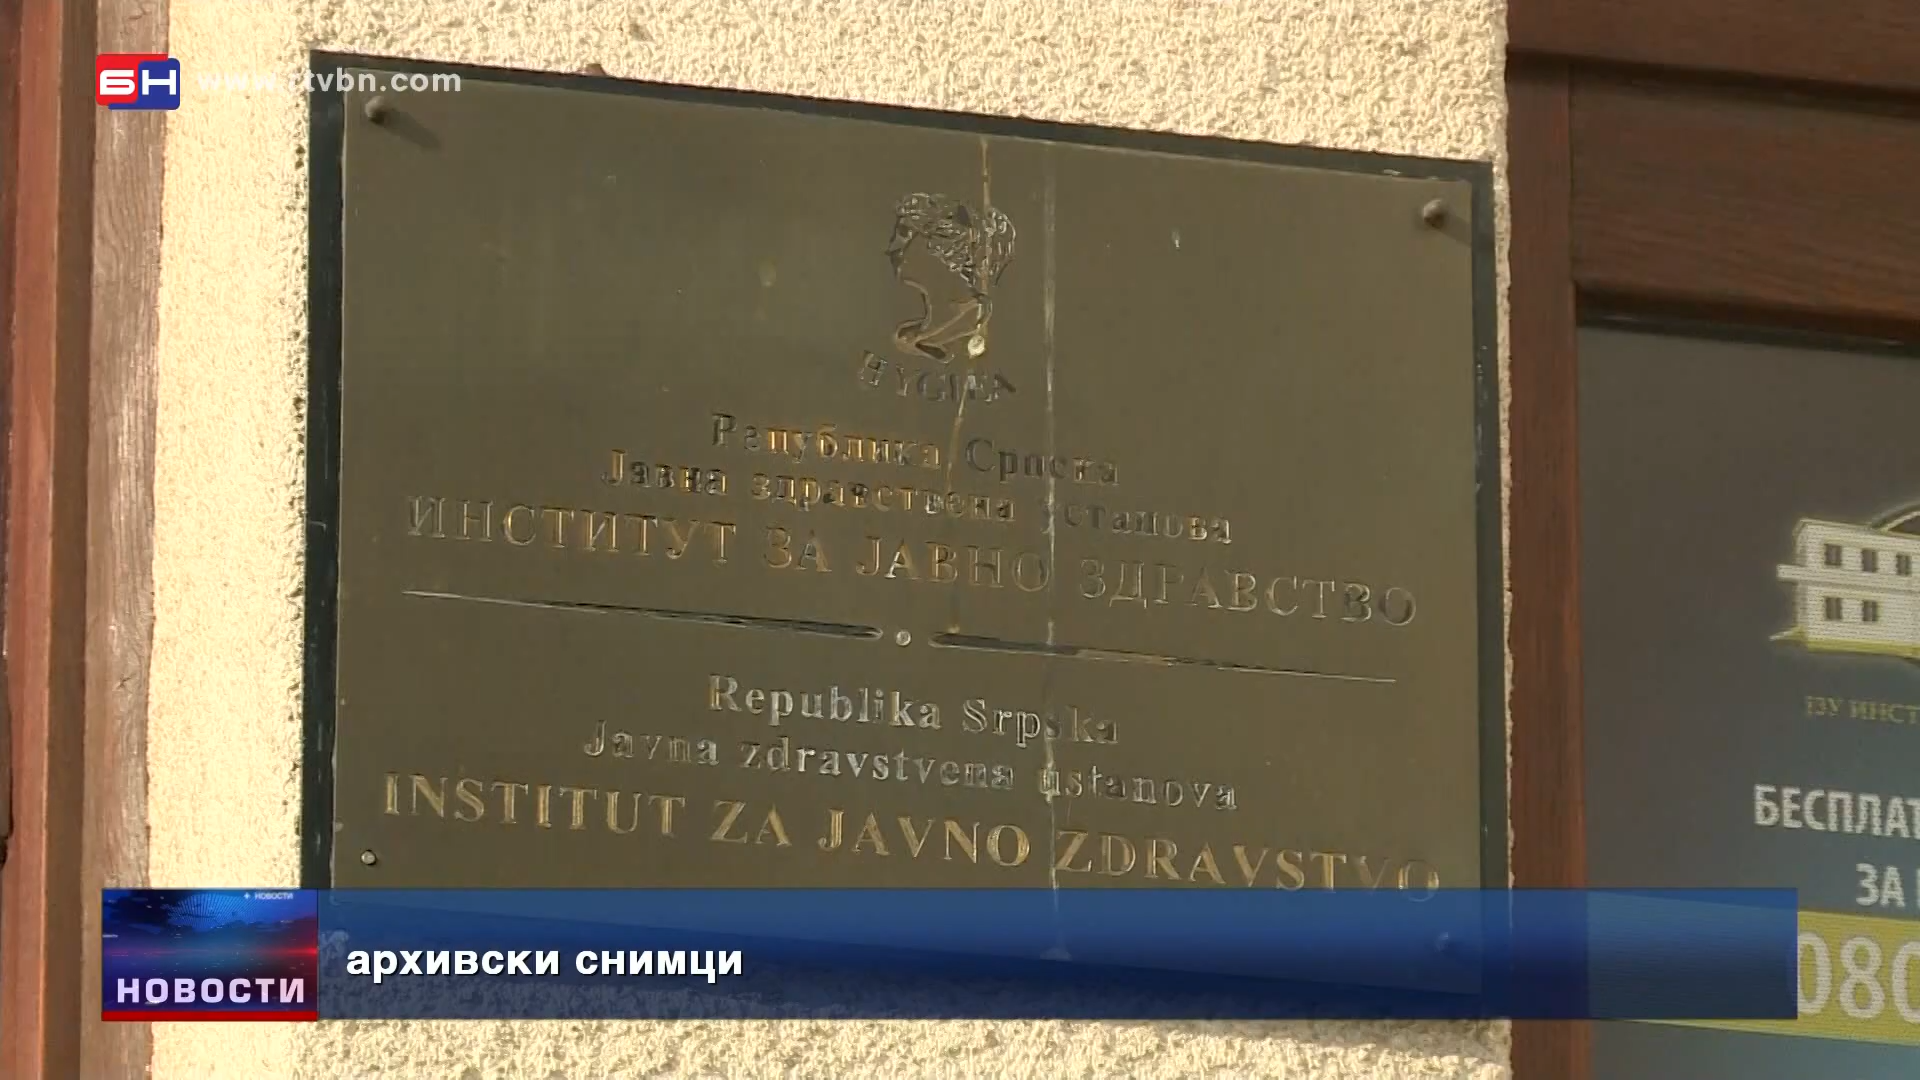 БН www.rtvbn.com
HYGIEA
Република Српска
Јавна здравствена установа
ИНСТИТУТ ЗА ЈАВНО ЗДРАВСТВО
Republika Srpska
Javna zdravstvena ustanova
INSTITUT ZA JAVNO ZDRAVSTVO
ЈЗУ ИНСТ
БЕСПЛАТ
ЗА
080
+ НОВОСТИ
НОВОСТИ
архивски снимци